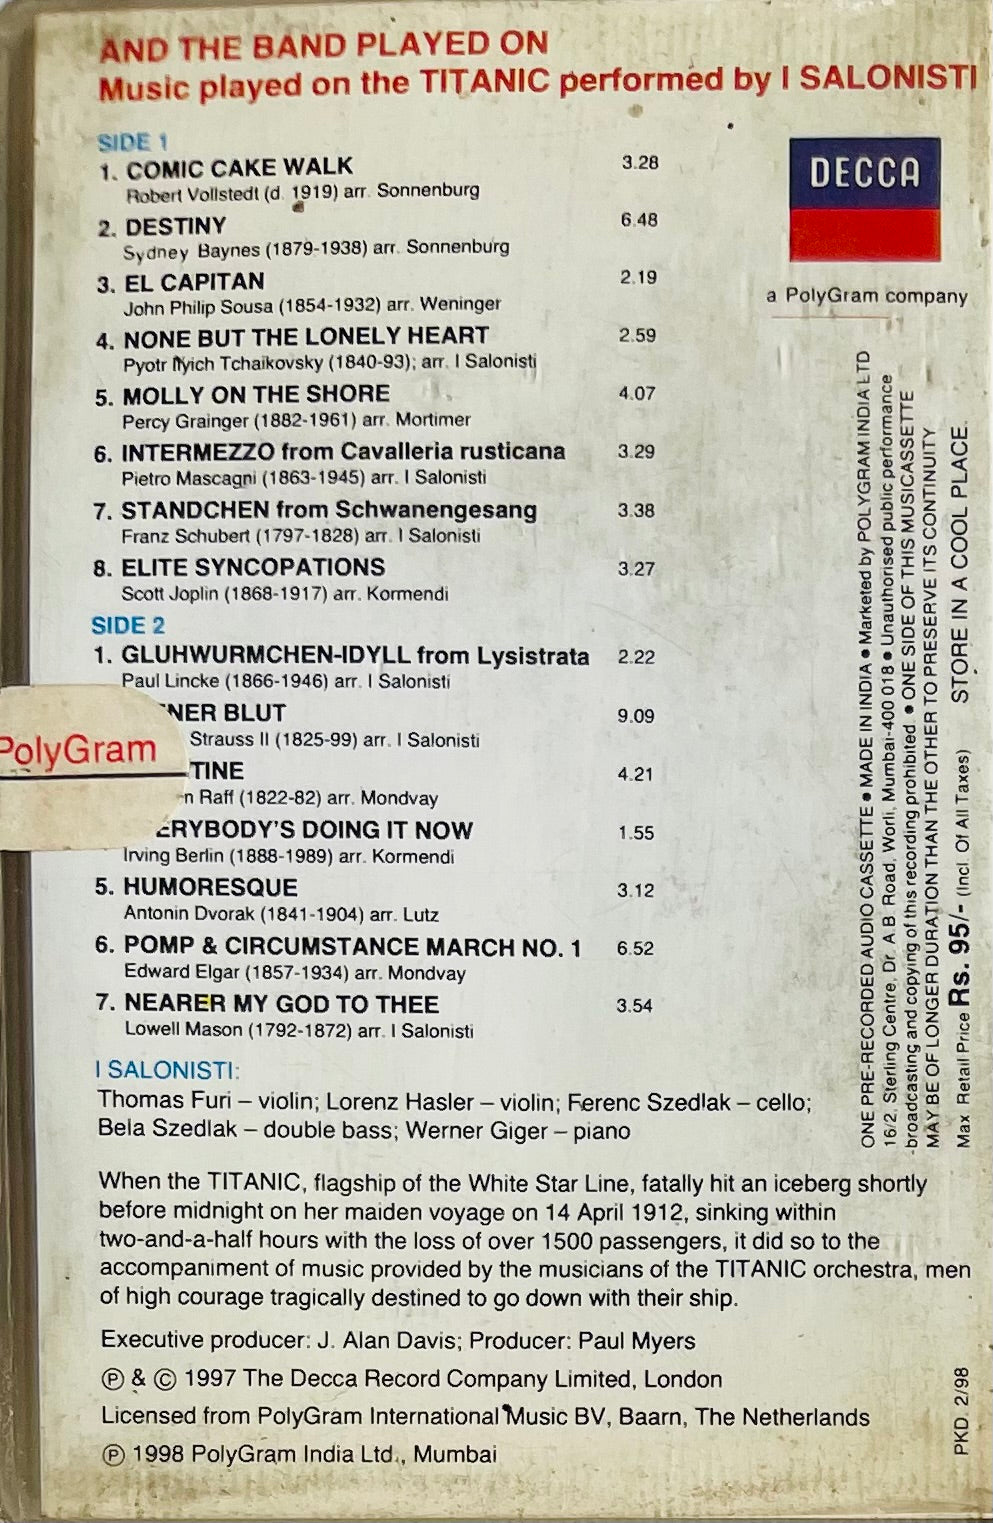 AND THE BAND PLAYED ON
Music played on the TITANIC performed by I SALONISTI
SIDE 1
1. COMIC CAKE WALK 3.28
Robert Vollstedt (d. 1919) arr. Sonnenburg
2. DESTINY 6.48
Sydney Baynes (1879-1938) arr. Sonnenburg
3. EL CAPITAN 2.19
John Philip Sousa (1854-1932) arr. Weninger
4. NONE BUT THE LONELY HEART 2.59
Pyotr Ilyich Tchaikovsky (1840-93); arr. I Salonisti
5. MOLLY ON THE SHORE 4.07
Percy Grainger (1882-1961) arr. Mortimer
6. INTERMEZZO from Cavalleria rusticana 3.29
Pietro Mascagni (1863-1945) arr. I Salonisti
7. STANDCHEN from Schwanengesang 3.38
Franz Schubert (1797-1828) arr. I Salonisti
8. ELITE SYNCOPATIONS 3.27
Scott Joplin (1868-1917) arr. Kormendi
SIDE 2
1. GLUHWURMCHEN-IDYLL from Lysistrata 2.22
Paul Lincke (1866-1946) arr. I Salonisti
NER BLUT 9.09
Strauss II (1825-99) arr. I Salonisti
TINE 4.21
n Raff (1822-82) arr. Mondvay
ERYBODY'S DOING IT NOW 1.55
Irving Berlin (1888-1989) arr. Kormendi
5. HUMORESQUE 3.12
Antonin Dvorak (1841-1904) arr. Lutz
6. POMP & CIRCUMSTANCE MARCH NO. 1 6.52
Edward Elgar (1857-1934) arr. Mondvay
7. NEARER MY GOD TO THEE 3.54
Lowell Mason (1792-1872) arr. I Salonisti
I SALONISTI:
Thomas Furi – violin; Lorenz Hasler – violin; Ferenc Szedlak – cello;
Bela Szedlak – double bass; Werner Giger – piano
When the TITANIC, flagship of the White Star Line, fatally hit an iceberg shortly
before midnight on her maiden voyage on 14 April 1912, sinking within
two-and-a-half hours with the loss of over 1500 passengers, it did so to the
accompaniment of music provided by the musicians of the TITANIC orchestra, men
of high courage tragically destined to go down with their ship.
Executive producer: J. Alan Davis; Producer: Paul Myers
℗ & © 1997 The Decca Record Company Limited, London
Licensed from PolyGram International Music BV, Baarn, The Netherlands
℗ 1998 PolyGram India Ltd., Mumbai
PolyGram
DECCA
a PolyGram company
ONE PRE-RECORDED AUDIO CASSETTE ● MADE IN INDIA ● Marketed by POLYGRAM INDIA LTD
16/2, Sterling Centre, Dr. A.B. Road, Worli, Mumbai-400 018 ● Unauthorised public performance
broadcasting and copying of this recording prohibited. ● ONE SIDE OF THIS MUSICASSETTE
MAY BE OF LONGER DURATION THAN THE OTHER TO PRESERVE ITS CONTINUITY
Max. Retail Price Rs. 95/- (Incl. Of All Taxes) STORE IN A COOL PLACE.
PKD. 2/98